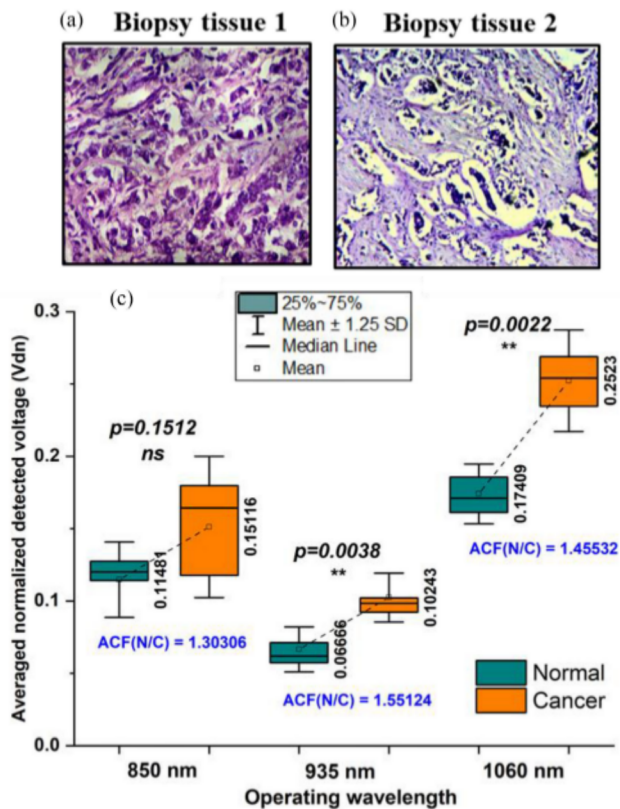 (a) Biopsy tissue 1
(b) Biopsy tissue 2
(c)
25%~75%
Mean ± 1.25 SD
Median Line
Mean
p=0.1512
ns
p=0.0038
**
p=0.0022
**
0.11481
0.15116
0.06666
0.10243
0.17409
0.2523
ACF(N/C) = 1.30306
ACF(N/C) = 1.55124
ACF(N/C) = 1.45532
Normal
Cancer
Averaged normalized detected voltage (Vdn)
0.3
0.2
0.1
0.0
850 nm 935 nm 1060 nm
Operating wavelength